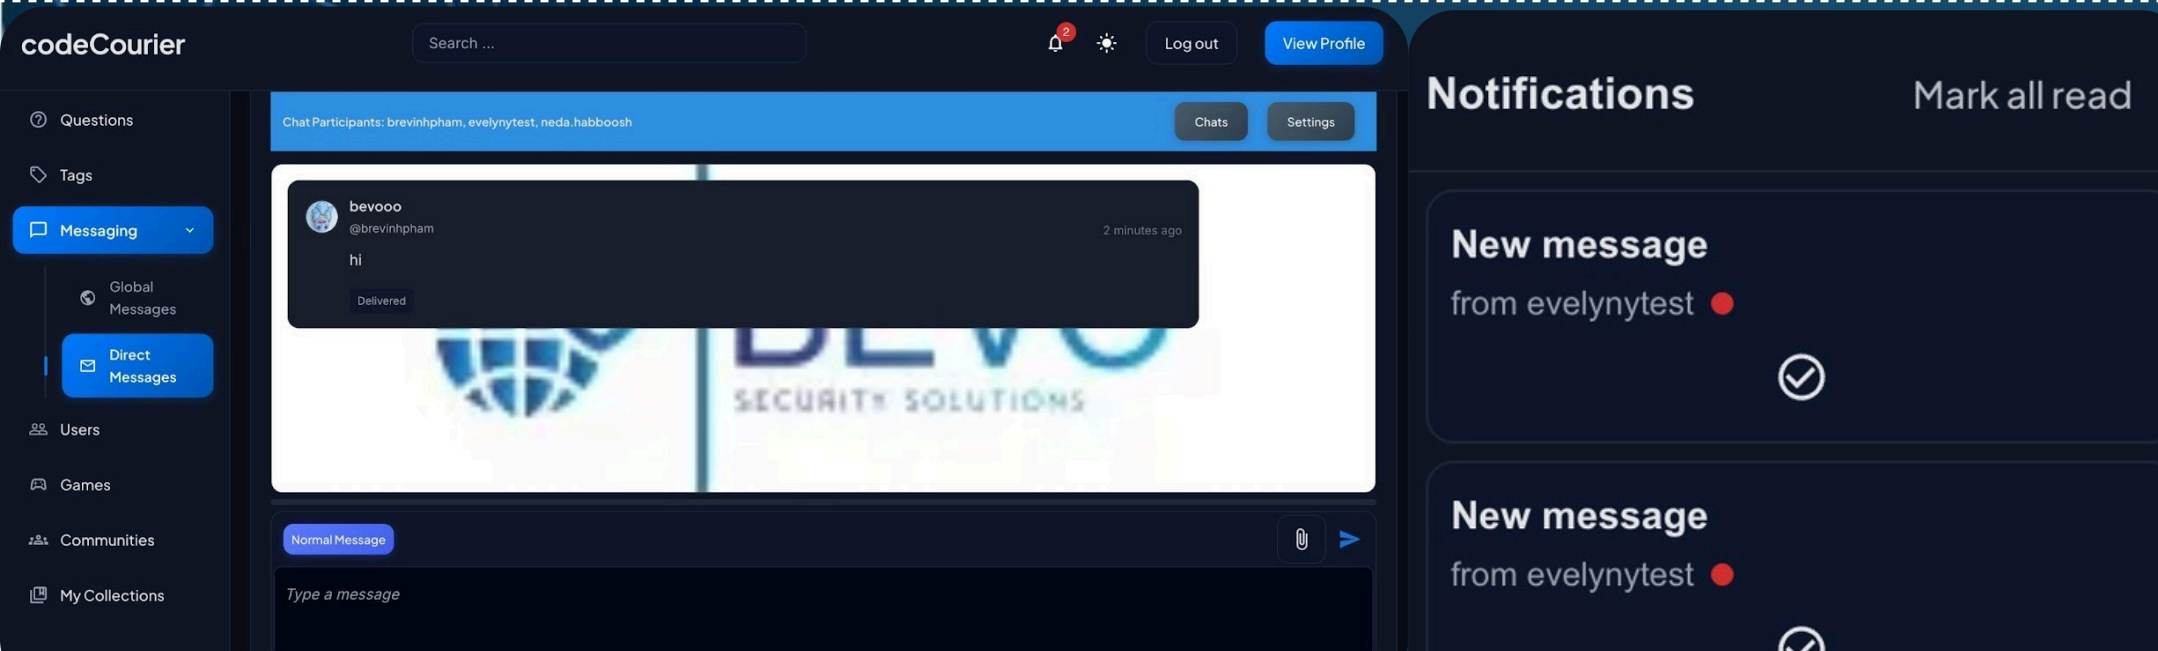 codeCourier
Search ...
2
Log out
View Profile
Questions
Tags
Messaging
Global
Messages
Direct
Messages
Users
Games
Communities
My Collections
Chat Participants: brevinhpham, evelynytest, neda.habboosh
Chats
Settings
bevooo
@brevinhpham
2 minutes ago
hi
Delivered
BEVO
SECURITY SOLUTIONS
Normal Message
Type a message
Notifications
Mark all read
New message
from evelynytest
New message
from evelynytest